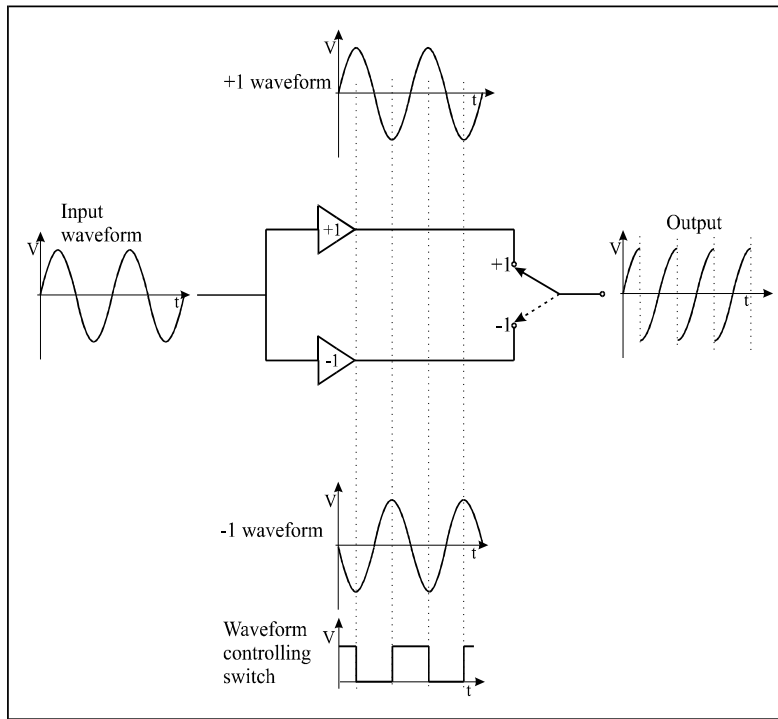 V
+1 waveform
t
Input
waveform
V
t
+1
+1
-1
-1
Output
V
t
V
-1 waveform
t
Waveform
controlling
switch
V
t